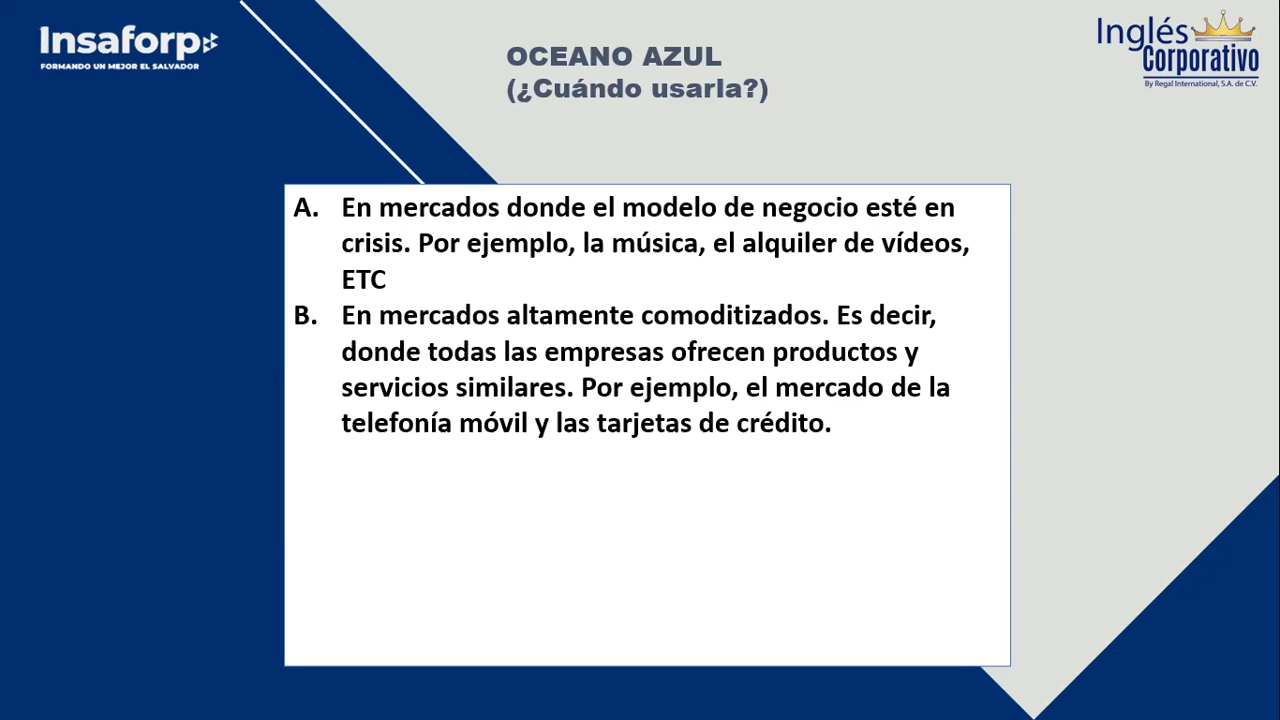 Insaforp
FORMANDO UN MEJOR EL SALVADOR
OCEANO AZUL
(¿Cuándo usarla?)
Inglés
Corporativo
By Regal International, S.A. de C.V.
A. En mercados donde el modelo de negocio esté en
crisis. Por ejemplo, la música, el alquiler de vídeos,
ETC
B. En mercados altamente comoditizados. Es decir,
donde todas las empresas ofrecen productos y
servicios similares. Por ejemplo, el mercado de la
telefonía móvil y las tarjetas de crédito.